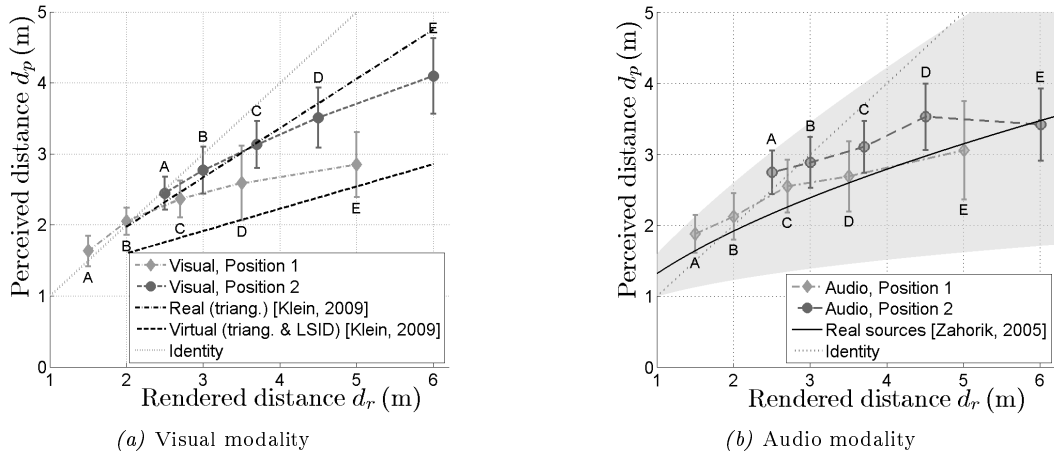 Perceived distance d_p (m)
5
4
3
2
1
0
A
B
C
D
E
A
B
C
D
E
Visual, Position 1
Visual, Position 2
Real (triang.) [Klein, 2009]
Virtual (triang. & LSID) [Klein, 2009]
Identity
1 2 3 4 5 6
Rendered distance d_r (m)
(a) Visual modality
Perceived distance d_p (m)
5
4
3
2
1
0
A
B
C
D
E
A
B
C
D
E
Audio, Position 1
Audio, Position 2
Real sources [Zahorik, 2005]
Identity
1 2 3 4 5 6
Rendered distance d_r (m)
(b) Audio modality